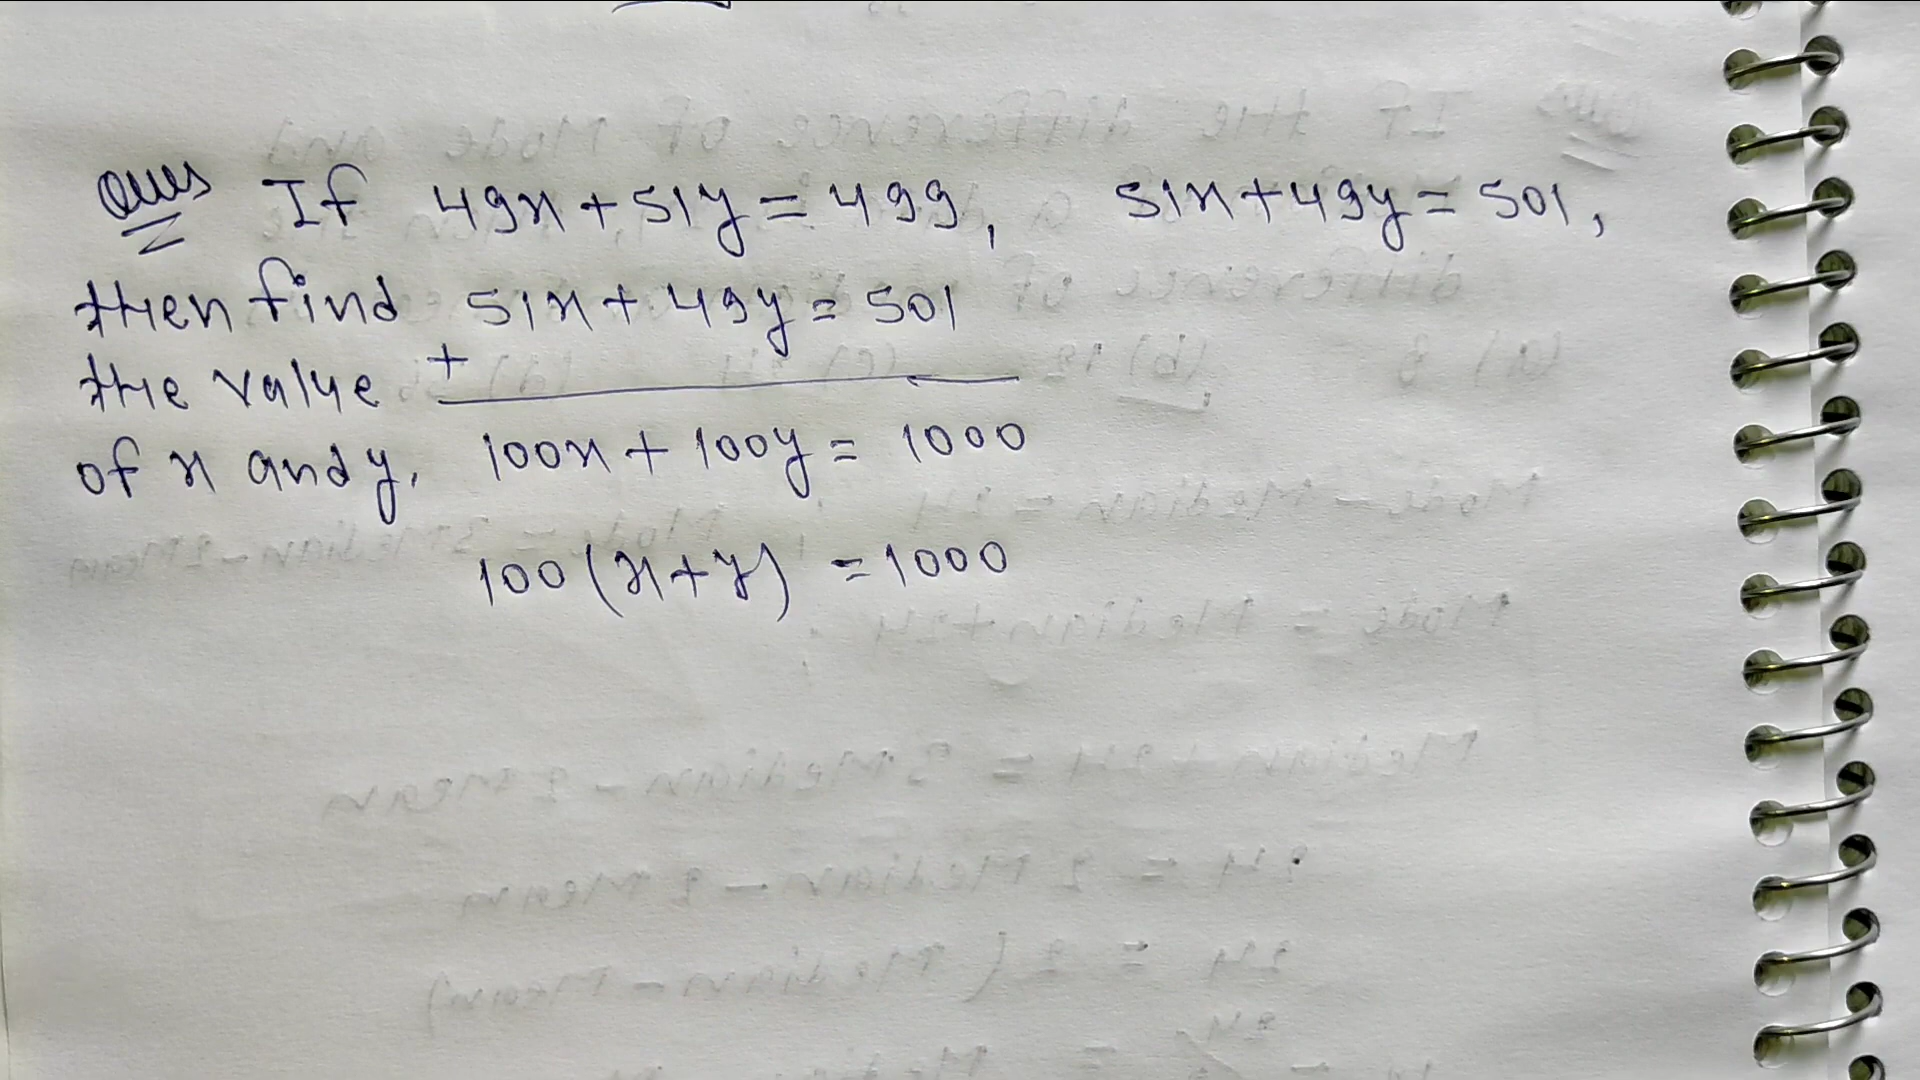 Ques If 49x + 51y = 499, 51x + 49y = 501,
then find 51x + 49y = 501
the value +
of x and y. 100x + 100y = 1000
100 (x + y) = 1000